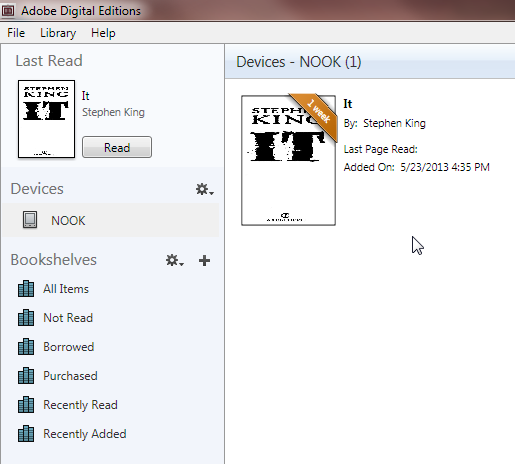 Adobe Digital Editions
File Library Help
Last Read
STEPHEN
KING
IT
It
Stephen King
Read
Devices
NOOK
Bookshelves
All Items
Not Read
Borrowed
Purchased
Recently Read
Recently Added
Devices - NOOK (1)
STEPHEN
KING
IT
1 week
It
By: Stephen King
Last Page Read:
Added On: 5/23/2013 4:35 PM